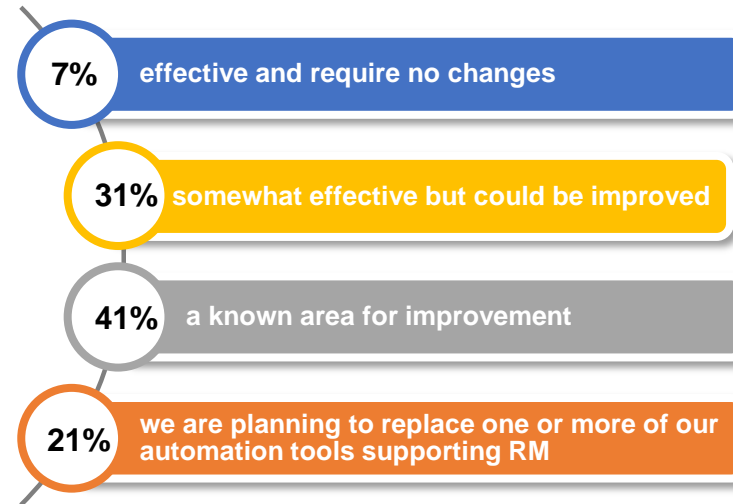 7% effective and require no changes
31% somewhat effective but could be improved
41% a known area for improvement
21% we are planning to replace one or more of our
automation tools supporting RM